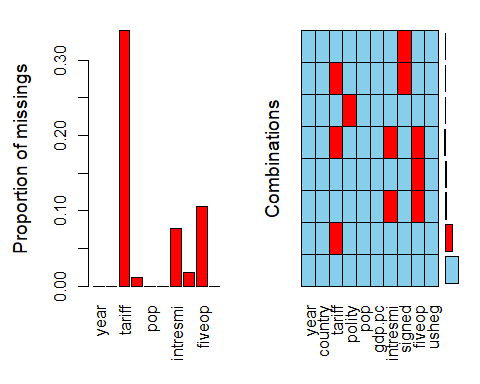 Proportion of missings
0.30
0.20
0.10
0.00
year
tariff
pop
intresmi
fiveop
Combinations
year
country
tariff
polity
pop
gdp.pc
intresmi
signed
fiveop
usheg